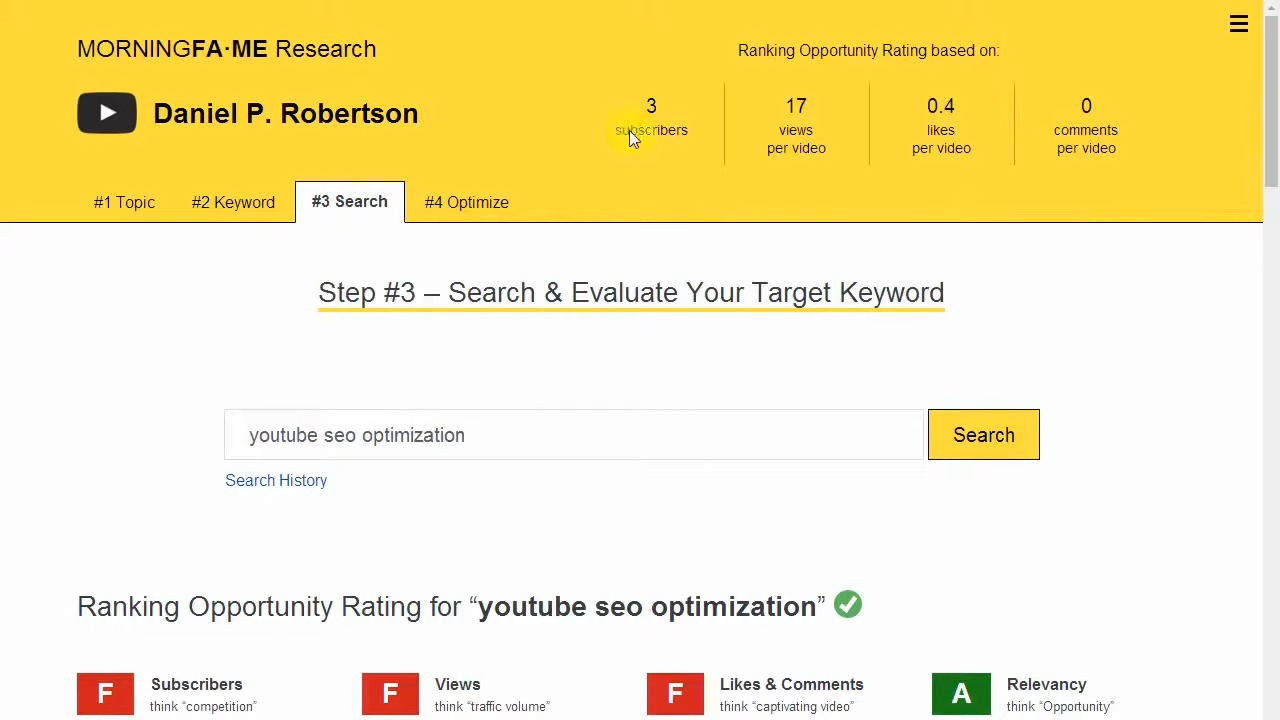 MORNINGFA·ME Research
Ranking Opportunity Rating based on:
Daniel P. Robertson
3
subscribers
17
views
per video
0.4
likes
per video
0
comments
per video
#1 Topic
#2 Keyword
#3 Search
#4 Optimize
Step #3 – Search & Evaluate Your Target Keyword
youtube seo optimization
Search
Search History
Ranking Opportunity Rating for “youtube seo optimization”
F
Subscribers
think “competition”
F
Views
think “traffic volume”
F
Likes & Comments
think “captivating video”
A
Relevancy
think “Opportunity”